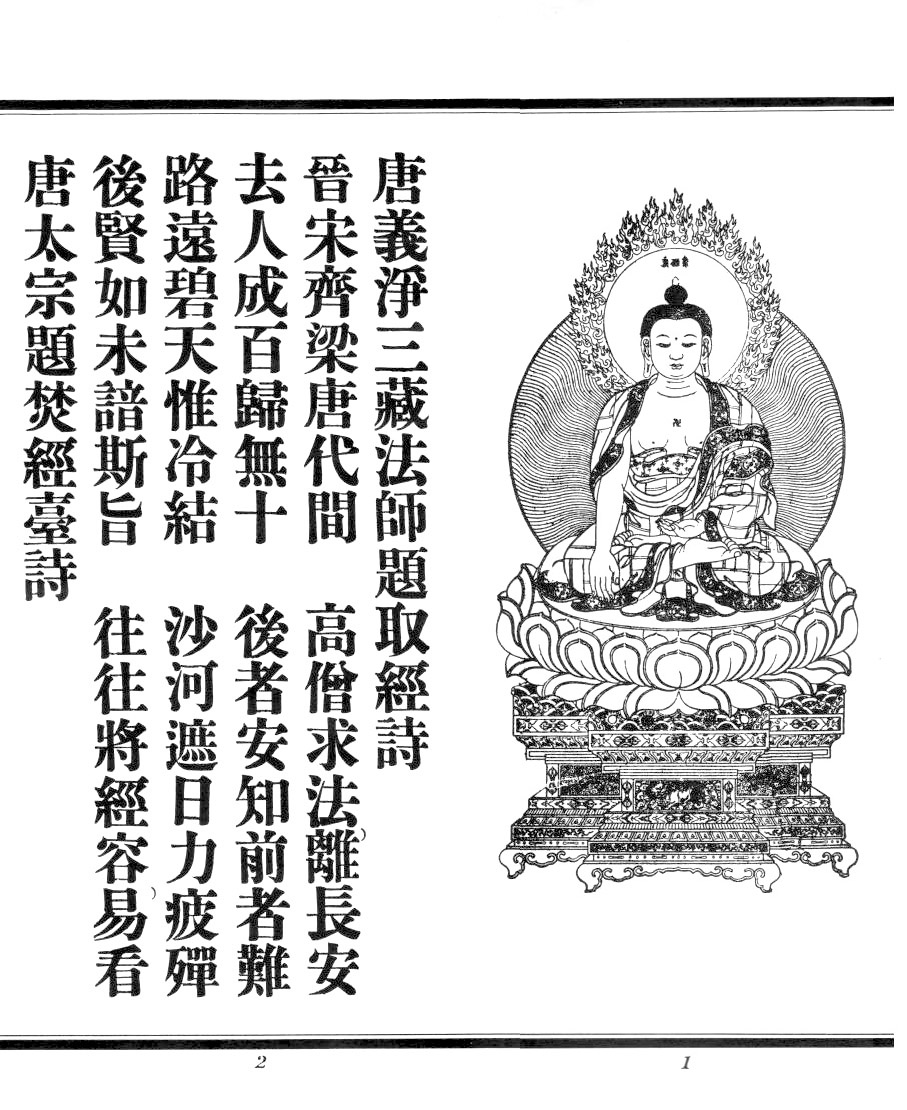 唐義淨三藏法師題取經詩
晉宋齊梁唐代間 高僧求法離長安
去人成百歸無十 後者安知前者難
路遠碧天惟冷結 沙河遮日力疲殫
後賢如未諳斯旨 往往將經容易看
唐太宗題焚經臺詩
卍
1
2